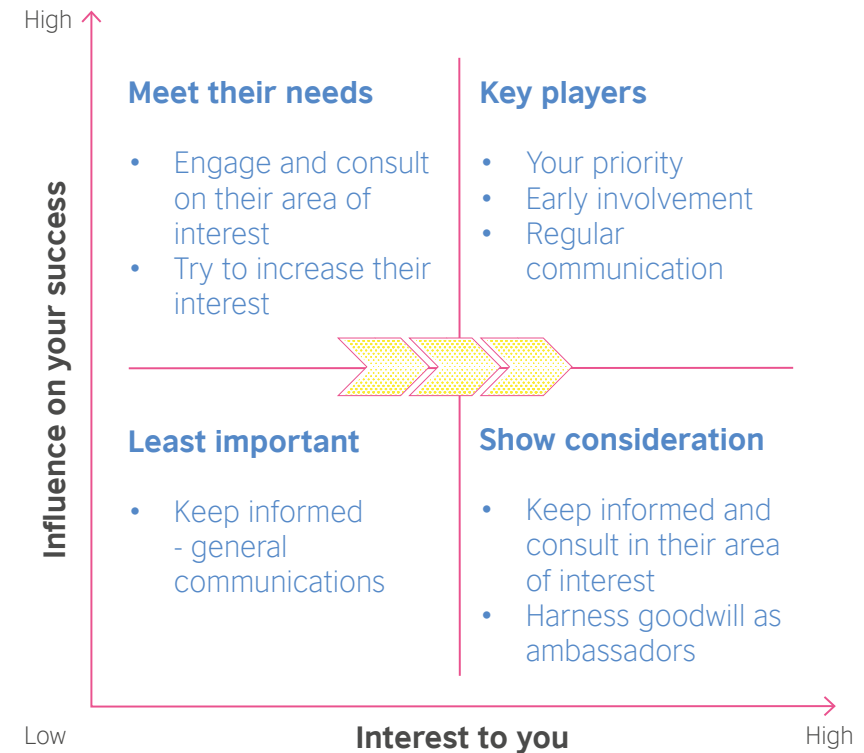 High
Influence on your success
Meet their needs
• Engage and consult
on their area of
interest
• Try to increase their
interest
Key players
• Your priority
• Early involvement
• Regular
communication
Least important
• Keep informed
- general
communications
Show consideration
• Keep informed and
consult in their area
of interest
• Harness goodwill as
ambassadors
Low
Interest to you
High